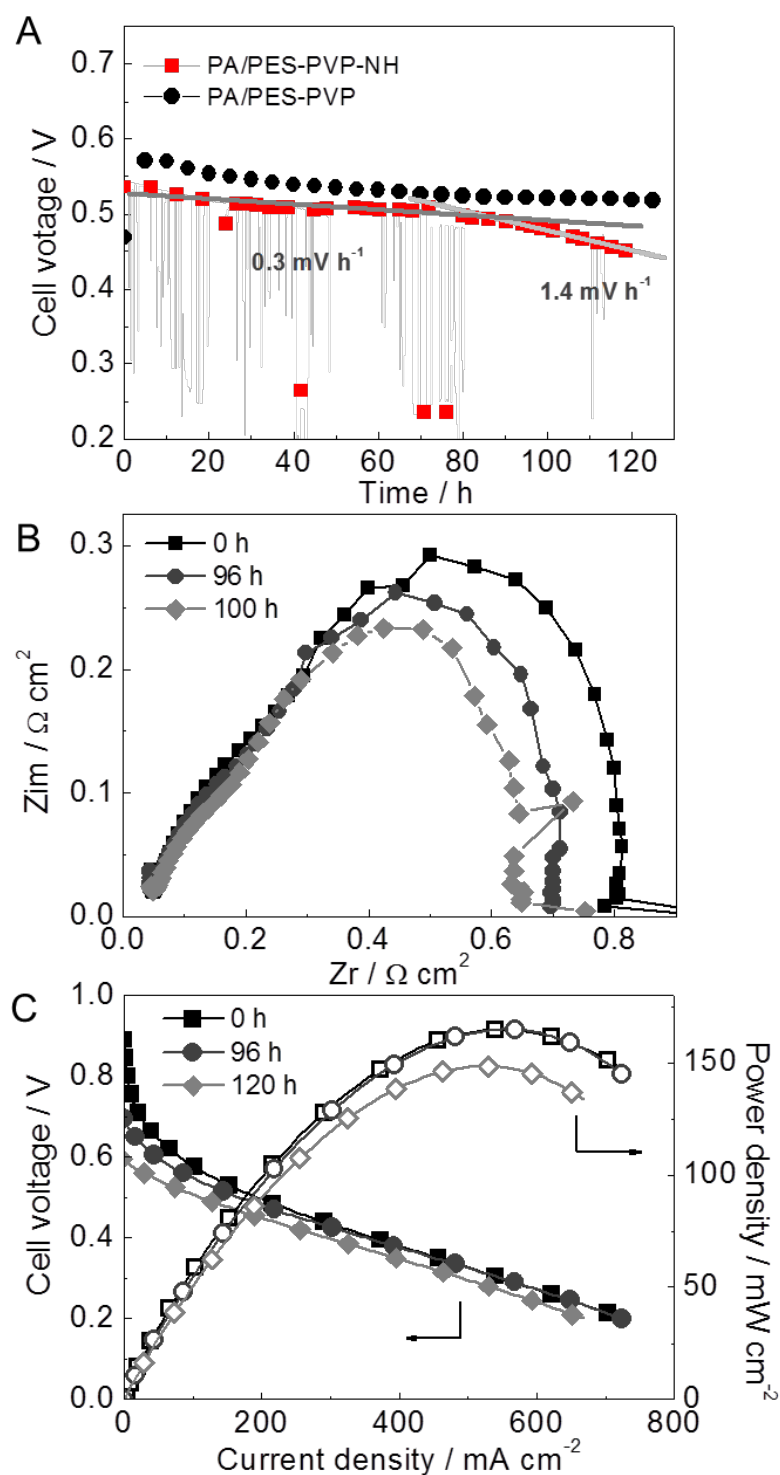 A
0.7
0.6
0.5
0.4
0.3
0.2
Cell votage / V
PA/PES-PVP-NH
PA/PES-PVP
0.3 mV h⁻¹
1.4 mV h⁻¹
0 20 40 60 80 100 120
Time / h
B
0.3
0.2
0.1
0.0
Zim / Ω cm²
0 h
96 h
100 h
0.0 0.2 0.4 0.6 0.8
Zr / Ω cm²
C
1.0
0.8
0.6
0.4
0.2
0.0
Cell voltage / V
0 h
96 h
120 h
150
100
50
0
Power density / mW cm⁻²
0 200 400 600 800
Current density / mA cm⁻²